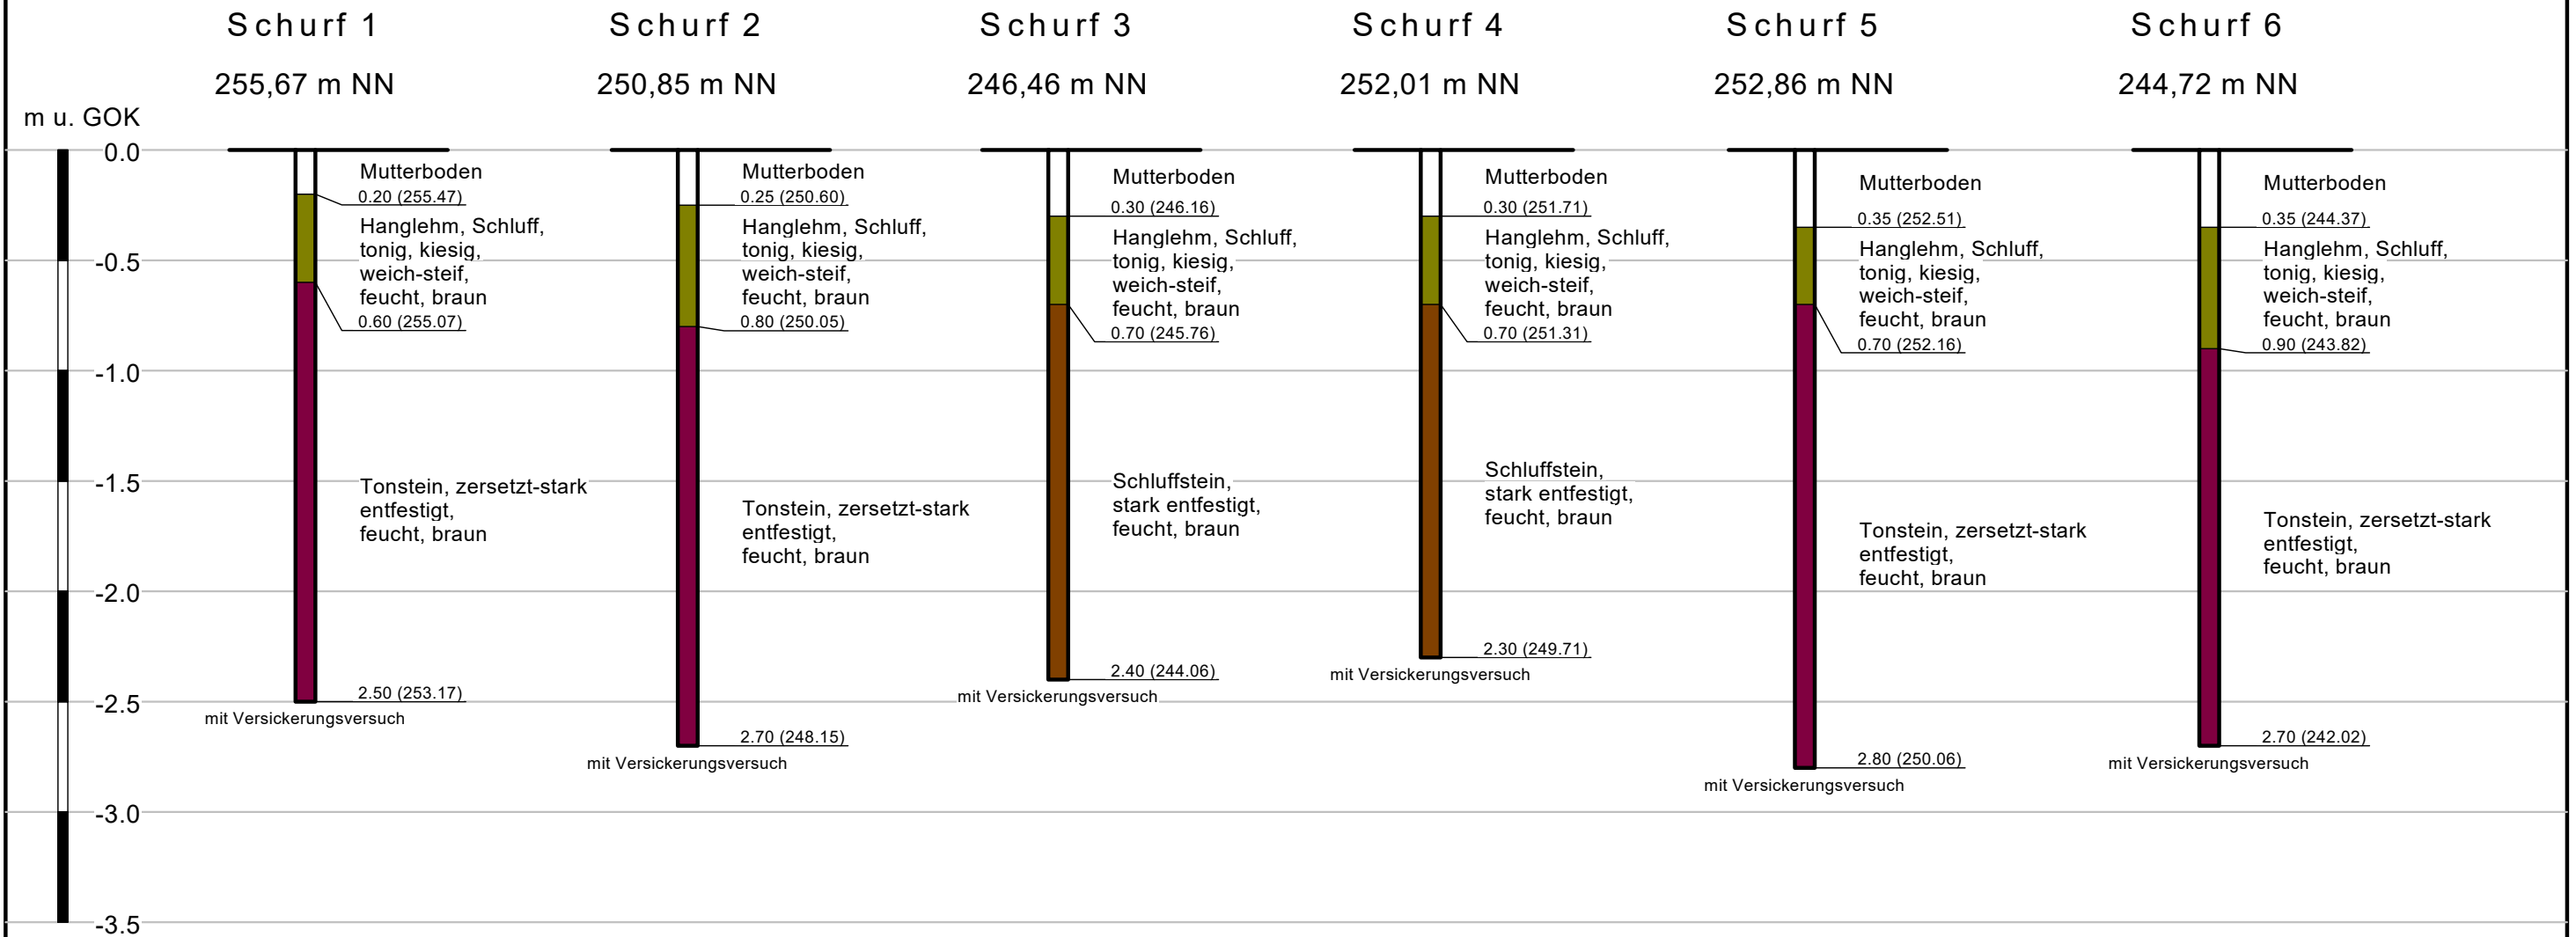 Schurf 1
Schurf 2
Schurf 3
Schurf 4
Schurf 5
Schurf 6
255,67 m NN
250,85 m NN
246,46 m NN
252,01 m NN
252,86 m NN
244,72 m NN
m u. GOK
0.0
-0.5
-1.0
-1.5
-2.0
-2.5
-3.0
-3.5
Mutterboden
0.20 (255.47)
Hanglehm, Schluff,
tonig, kiesig,
weich-steif,
feucht, braun
0.60 (255.07)
Tonstein, zersetzt-stark
entfestigt,
feucht, braun
2.50 (253.17)
mit Versickerungsversuch
Mutterboden
0.25 (250.60)
Hanglehm, Schluff,
tonig, kiesig,
weich-steif,
feucht, braun
0.80 (250.05)
Tonstein, zersetzt-stark
entfestigt,
feucht, braun
2.70 (248.15)
mit Versickerungsversuch
Mutterboden
0.30 (246.16)
Hanglehm, Schluff,
tonig, kiesig,
weich-steif,
feucht, braun
0.70 (245.76)
Schluffstein,
stark entfestigt,
feucht, braun
2.40 (244.06)
mit Versickerungsversuch
Mutterboden
0.30 (251.71)
Hanglehm, Schluff,
tonig, kiesig,
weich-steif,
feucht, braun
0.70 (251.31)
Schluffstein,
stark entfestigt,
feucht, braun
2.30 (249.71)
mit Versickerungsversuch
Mutterboden
0.35 (252.51)
Hanglehm, Schluff,
tonig, kiesig,
weich-steif,
feucht, braun
0.70 (252.16)
Tonstein, zersetzt-stark
entfestigt,
feucht, braun
2.80 (250.06)
mit Versickerungsversuch
Mutterboden
0.35 (244.37)
Hanglehm, Schluff,
tonig, kiesig,
weich-steif,
feucht, braun
0.90 (243.82)
Tonstein, zersetzt-stark
entfestigt,
feucht, braun
2.70 (242.02)
mit Versickerungsversuch